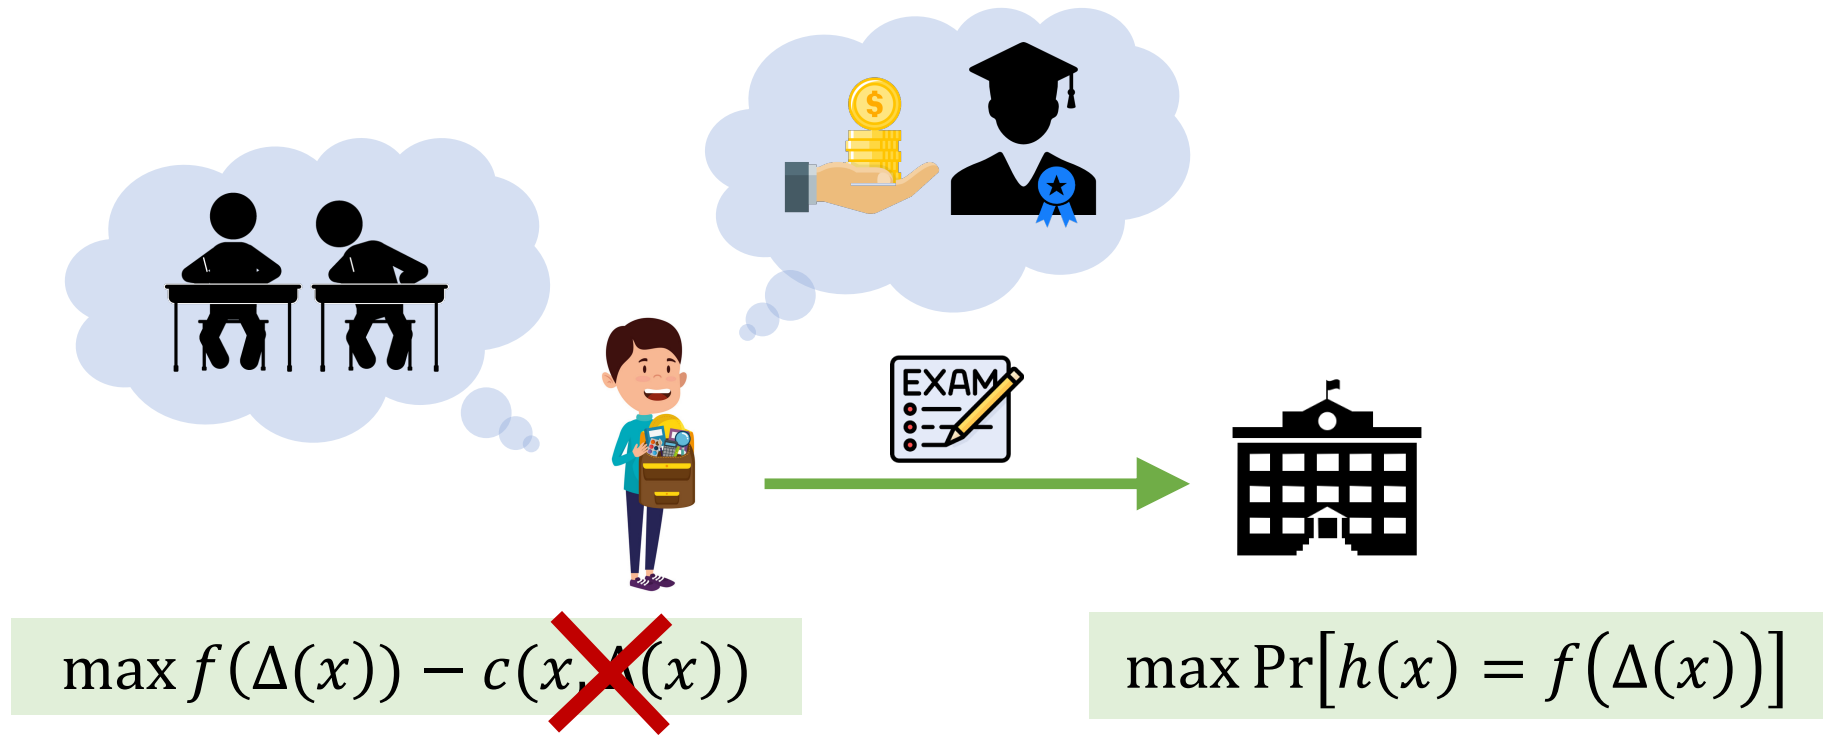 $
EXAM
max f(Δ(x)) − c(x,Δ(x))
max Pr[h(x) = f(Δ(x))]